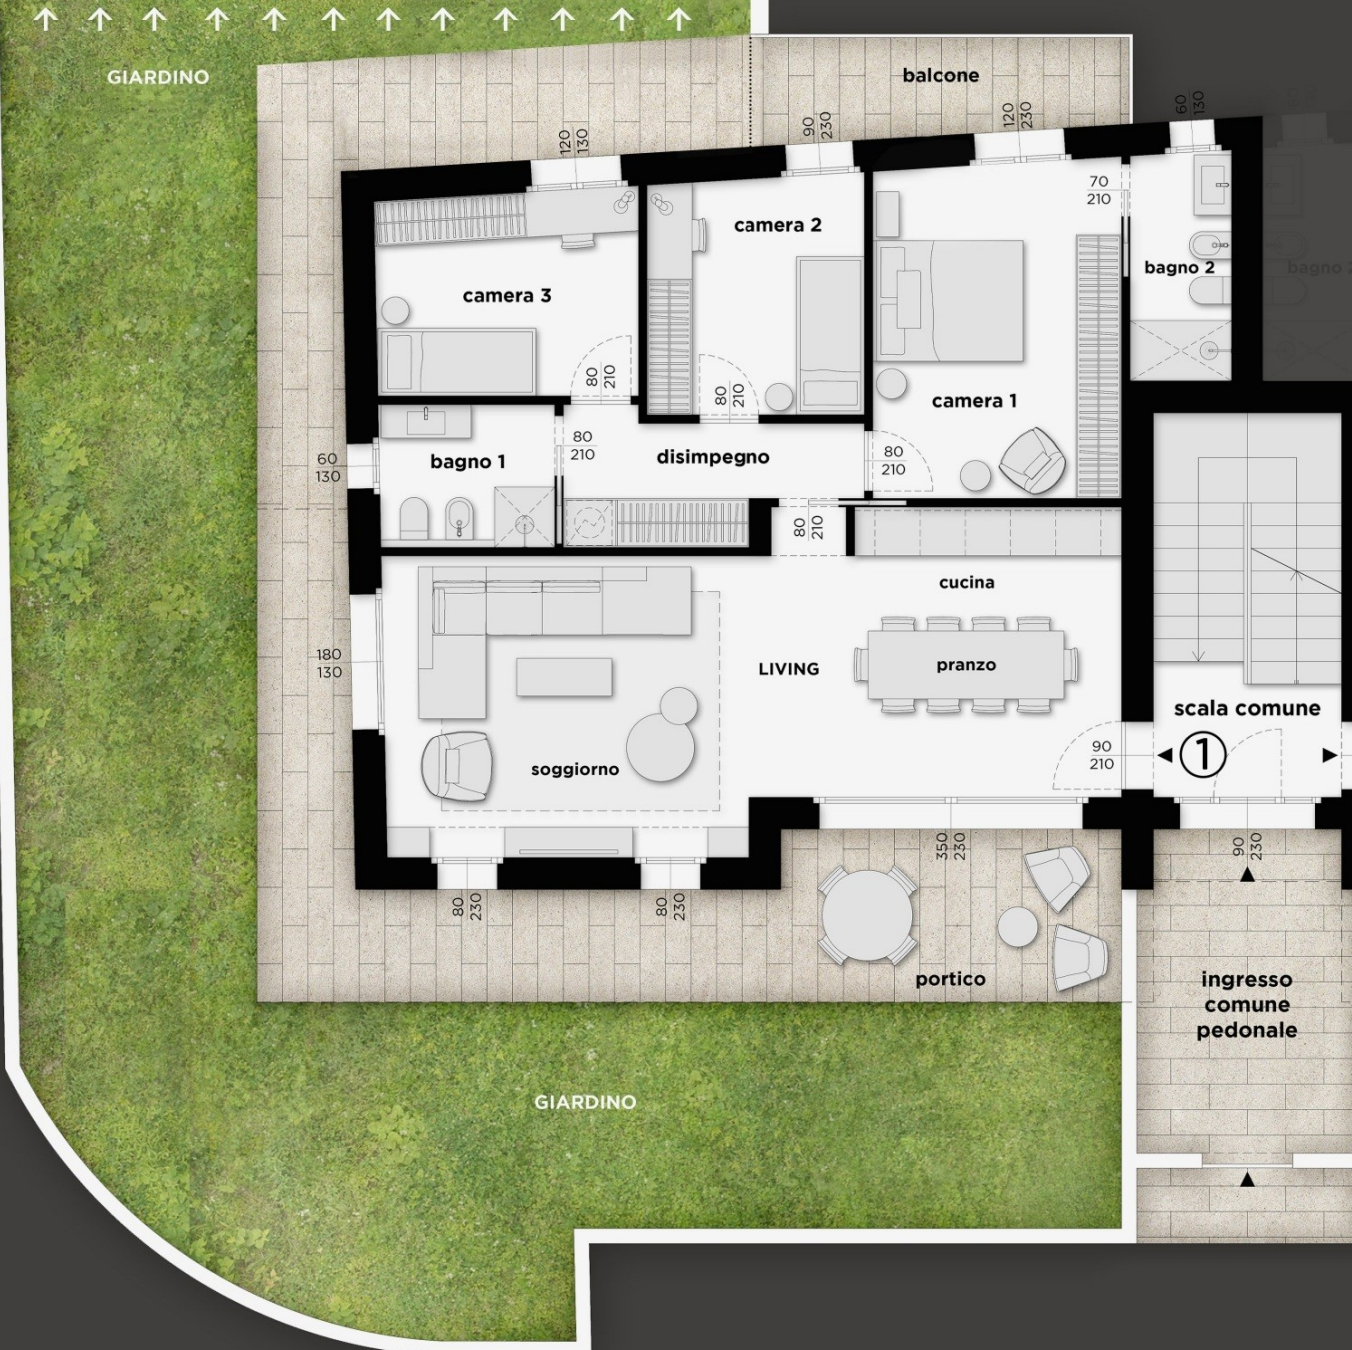 GIARDINO
balcone
120
130
90
230
120
230
60
130
70
210
camera 2
camera 3
bagno 2
bagno 2
camera 1
80
210
80
210
80
210
80
210
60
130
bagno 1
disimpegno
80
210
cucina
180
130
LIVING
pranzo
scala comune
soggiorno
90
210
1
350
230
90
230
80
230
80
230
portico
ingresso
comune
pedonale
GIARDINO